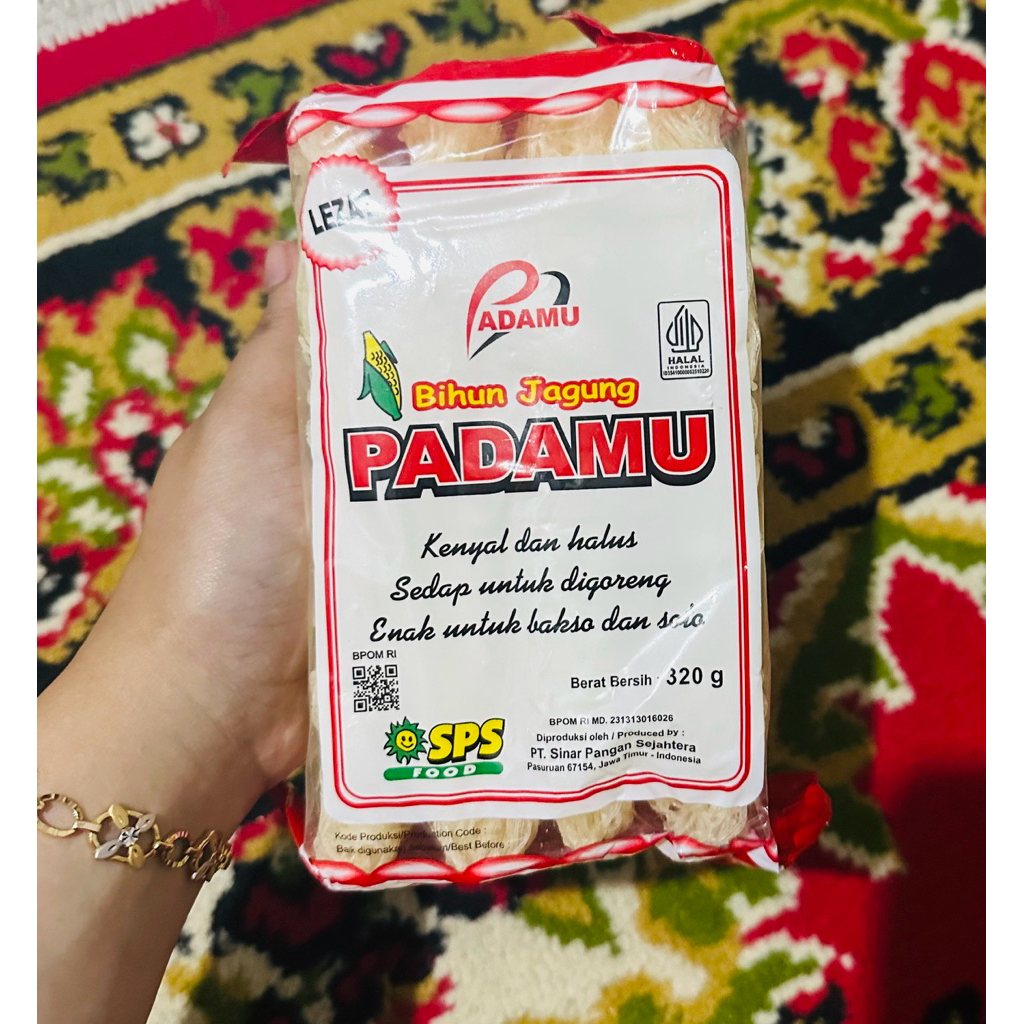 LEZAT
PADAMU
HALAL
INDONESIA
Bihun Jagung
PADAMU
Kenyal dan halus
Sedap untuk digoreng
Enak untuk bakso dan soto
BPOM RI
Berat Bersih : 320 g
SPS
FOOD
BPOM RI MD. 231313016026
Diproduksi oleh / Produced by :
PT. Sinar Pangan Sejahtera
Pasuruan 67154, Jawa Timur - Indonesia
Kode Produksi/Production Code :
Baik digunakan sebelum/Best Before :